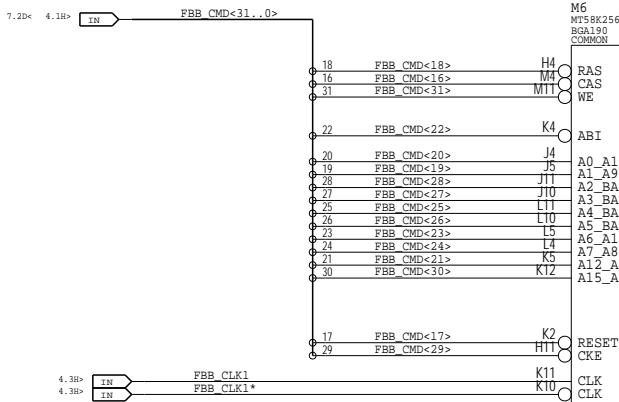 M6
MT58K256
BGA190
COMMON
7.2D< 4.1H> IN FBB_CMD<31..0>
18 FBB_CMD<18> H4 RAS
16 FBB_CMD<16> M4 CAS
31 FBB_CMD<31> M11 WE
22 FBB_CMD<22> K4 ABI
20 FBB_CMD<20> J4 A0_A1
19 FBB_CMD<19> J5 A1_A9
28 FBB_CMD<28> J11 A2_BA
27 FBB_CMD<27> J10 A3_BA
25 FBB_CMD<25> L11 A4_BA
26 FBB_CMD<26> L10 A5_BA
23 FBB_CMD<23> L5 A6_A1
24 FBB_CMD<24> L4 A7_A8
21 FBB_CMD<21> K5 A12_A
30 FBB_CMD<30> K12 A15_A
17 FBB_CMD<17> K2 RESET
29 FBB_CMD<29> H11 CKE
4.3H> IN FBB_CLK1 K11 CLK
4.3H> IN FBB_CLK1* K10 CLK